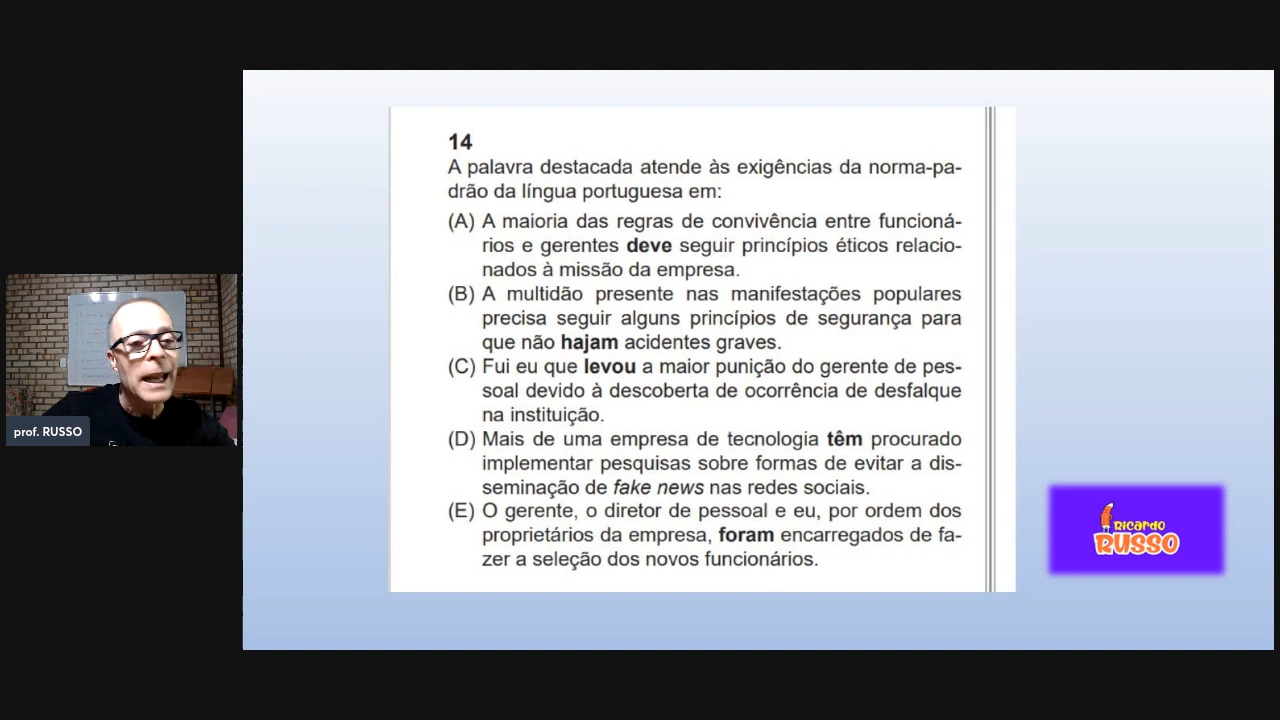 14
A palavra destacada atende às exigências da norma-pa-
drão da língua portuguesa em:
(A) A maioria das regras de convivência entre funcioná-
rios e gerentes deve seguir princípios éticos relacio-
nados à missão da empresa.
(B) A multidão presente nas manifestações populares
precisa seguir alguns princípios de segurança para
que não hajam acidentes graves.
(C) Fui eu que levou a maior punição do gerente de pes-
soal devido à descoberta de ocorrência de desfalque
na instituição.
(D) Mais de uma empresa de tecnologia têm procurado
implementar pesquisas sobre formas de evitar a dis-
seminação de fake news nas redes sociais.
(E) O gerente, o diretor de pessoal e eu, por ordem dos
proprietários da empresa, foram encarregados de fa-
zer a seleção dos novos funcionários.
prof. RUSSO
RICARDO
RUSSO